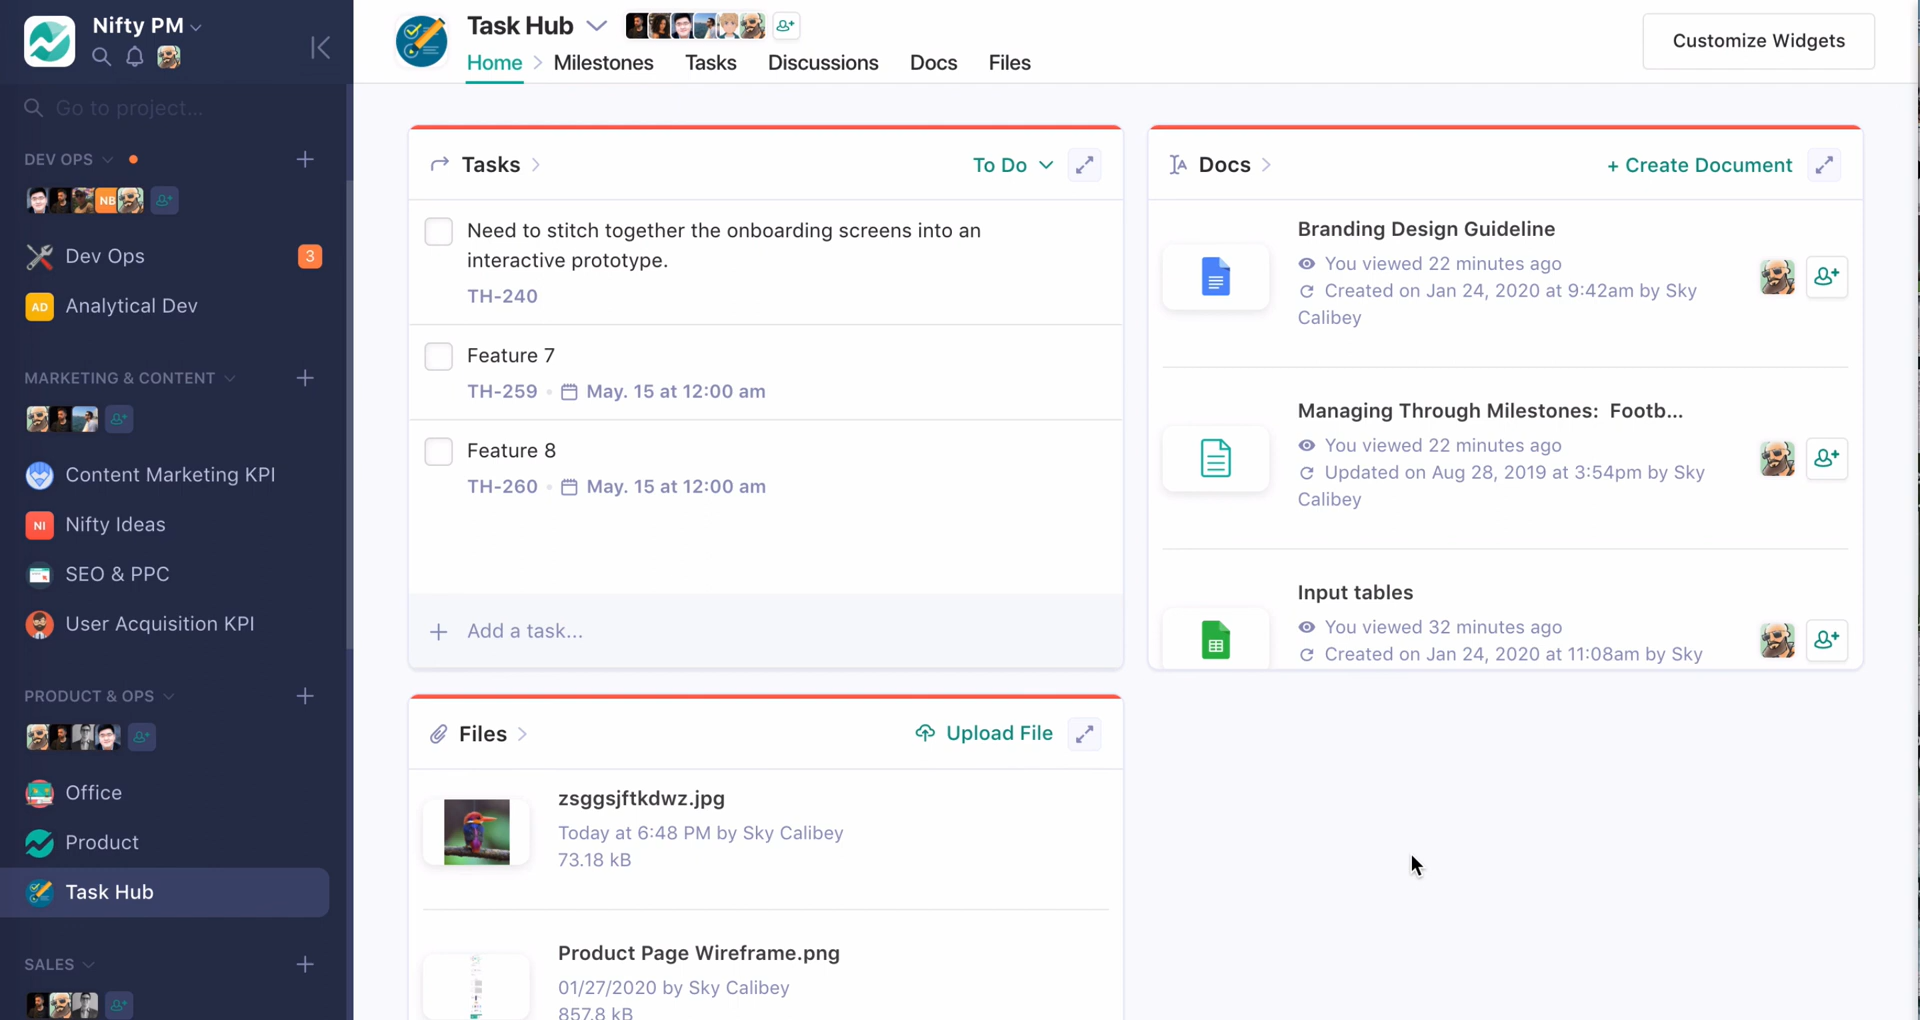 Nifty PM
Go to project...
DEV OPS
NB
Dev Ops
3
AD
Analytical Dev
MARKETING & CONTENT
Content Marketing KPI
NI
Nifty Ideas
SEO & PPC
User Acquisition KPI
PRODUCT & OPS
Office
Product
Task Hub
SALES
Task Hub
Home Milestones Tasks Discussions Docs Files
Customize Widgets
Tasks
To Do
Need to stitch together the onboarding screens into an
interactive prototype.
TH-240
Feature 7
TH-259 • May. 15 at 12:00 am
Feature 8
TH-260 • May. 15 at 12:00 am
+ Add a task...
Docs
+ Create Document
Branding Design Guideline
You viewed 22 minutes ago
Created on Jan 24, 2020 at 9:42am by Sky
Calibey
Managing Through Milestones: Footb...
You viewed 22 minutes ago
Updated on Aug 28, 2019 at 3:54pm by Sky
Calibey
Input tables
You viewed 32 minutes ago
Created on Jan 24, 2020 at 11:08am by Sky
Files
Upload File
zsggsjftkdwz.jpg
Today at 6:48 PM by Sky Calibey
73.18 kB
Product Page Wireframe.png
01/27/2020 by Sky Calibey
857.8 kB